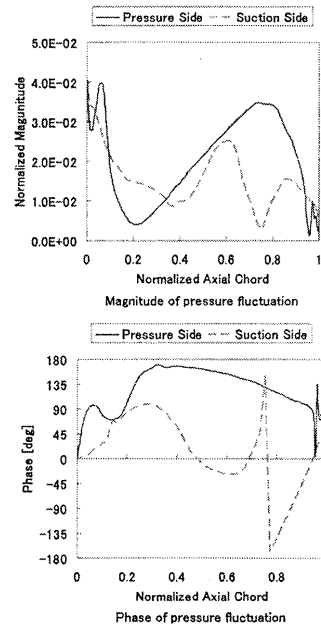 Pressure Side Suction Side
5.0E-02
4.0E-02
3.0E-02
2.0E-02
1.0E-02
0.0E+00
Normalized Magunitude
0 0.2 0.4 0.6 0.8 1
Normalized Axial Chord
Magnitude of pressure fluctuation
Pressure Side Suction Side
180
135
90
45
0
-45
-90
-135
-180
Phase [deg]
0 0.2 0.4 0.6 0.8
Normalized Axial Chord
Phase of pressure fluctuation